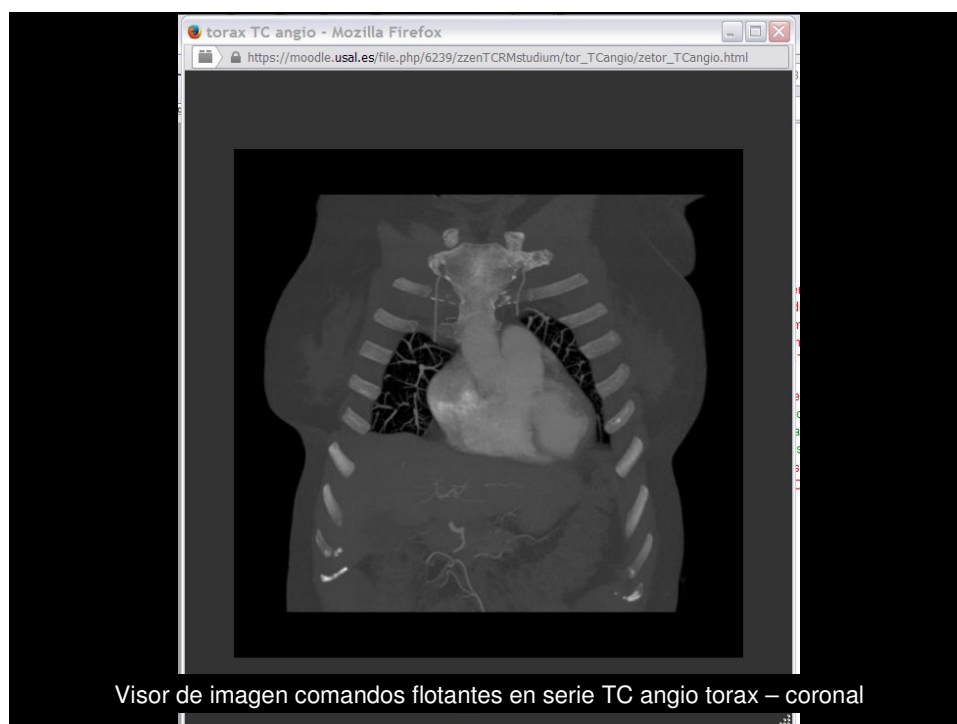 torax TC angio - Mozilla Firefox
https://moodle.usal.es/file.php/6239/zzenTCRMstudium/tor_TCangio/zetor_TCangio.html
Visor de imagen comandos flotantes en serie TC angio torax – coronal